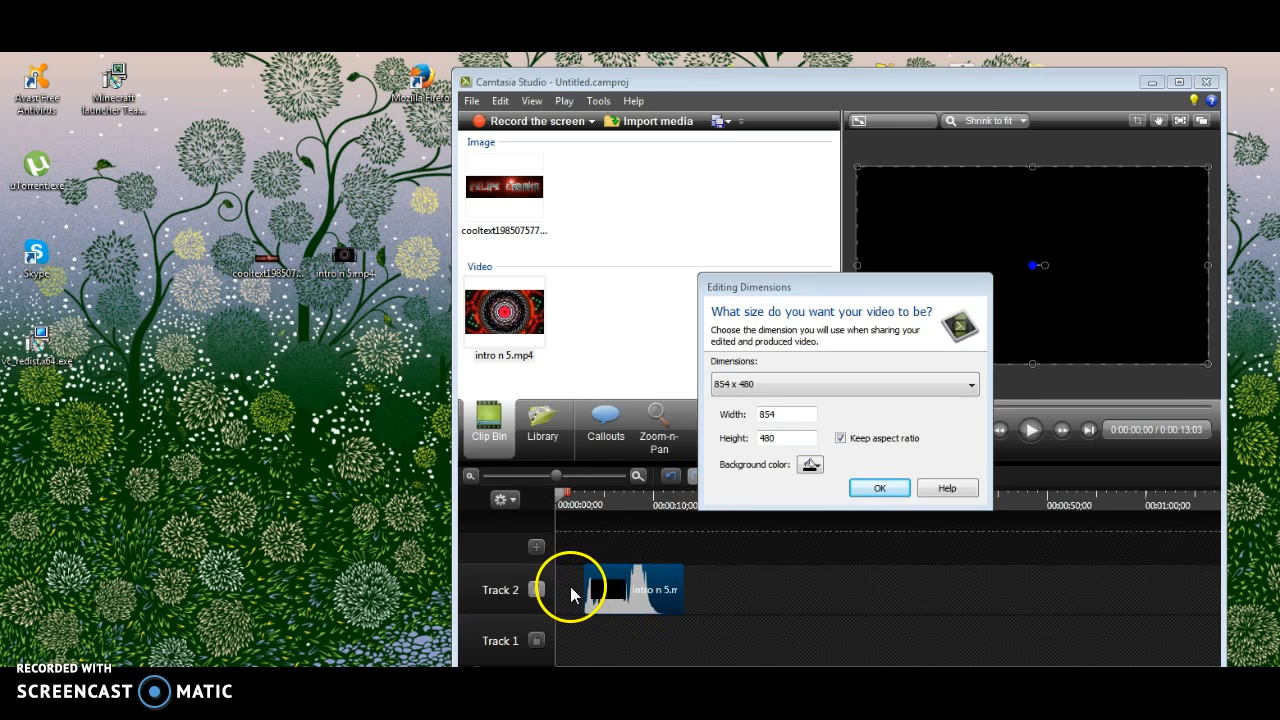 Avast Free
Antivirus
Minecraft
launcher Tea...
Mozilla Firefo
uTorrent.exe
Skype
cooltext198507...
intro n 5.mp4
vc_redist.x64.exe
Camtasia Studio - Untitled.camproj
File Edit View Play Tools Help
Record the screen Import media
Shrink to fit
Image
cooltext198507577...
Video
intro n 5.mp4
Editing Dimensions
What size do you want your video to be?
Choose the dimension you will use when sharing your
edited and produced video.
Dimensions:
854 x 480
Width: 854
Height: 480
Keep aspect ratio
Background color:
OK Help
Clip Bin
Library
Callouts
Zoom-n-
Pan
0:00:00;00 / 0:00:13;03
00:00:00;00 00:00:10;0 00:00:50;00 00:01:00;00
Track 2
intro n 5.m
Track 1
RECORDED WITH
SCREENCAST MATIC